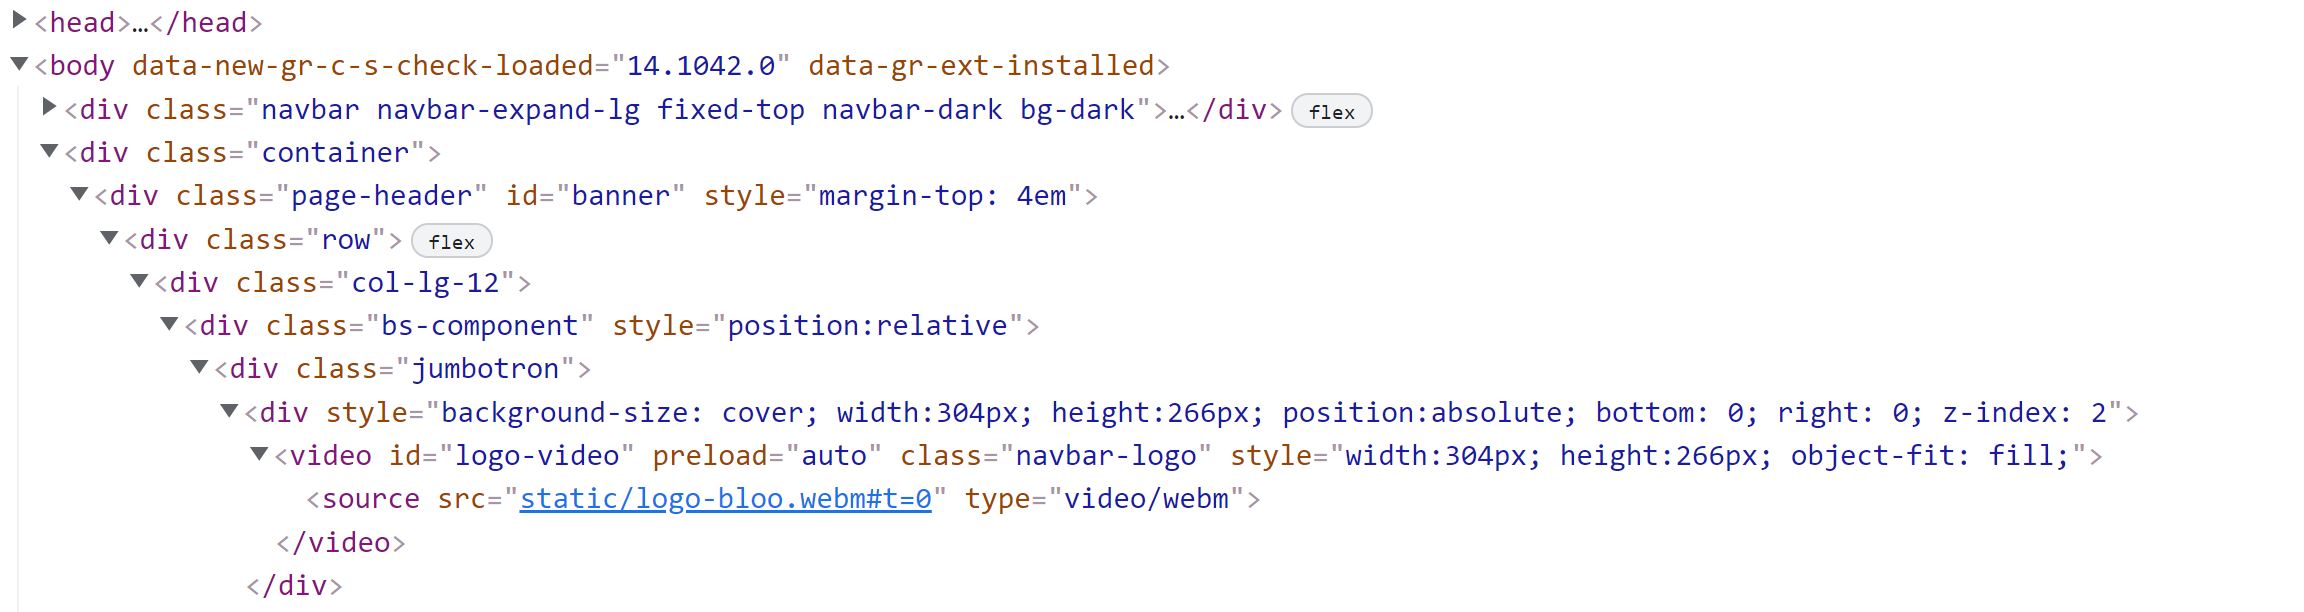 <head>…</head>
<body data-new-gr-c-s-check-loaded="14.1042.0" data-gr-ext-installed>
<div class="navbar navbar-expand-lg fixed-top navbar-dark bg-dark">…</div> flex
<div class="container">
<div class="page-header" id="banner" style="margin-top: 4em">
<div class="row"> flex
<div class="col-lg-12">
<div class="bs-component" style="position:relative">
<div class="jumbotron">
<div style="background-size: cover; width:304px; height:266px; position:absolute; bottom: 0; right: 0; z-index: 2">
<video id="logo-video" preload="auto" class="navbar-logo" style="width:304px; height:266px; object-fit: fill;">
<source src="static/logo-bloo.webm#t=0" type="video/webm">
</video>
</div>